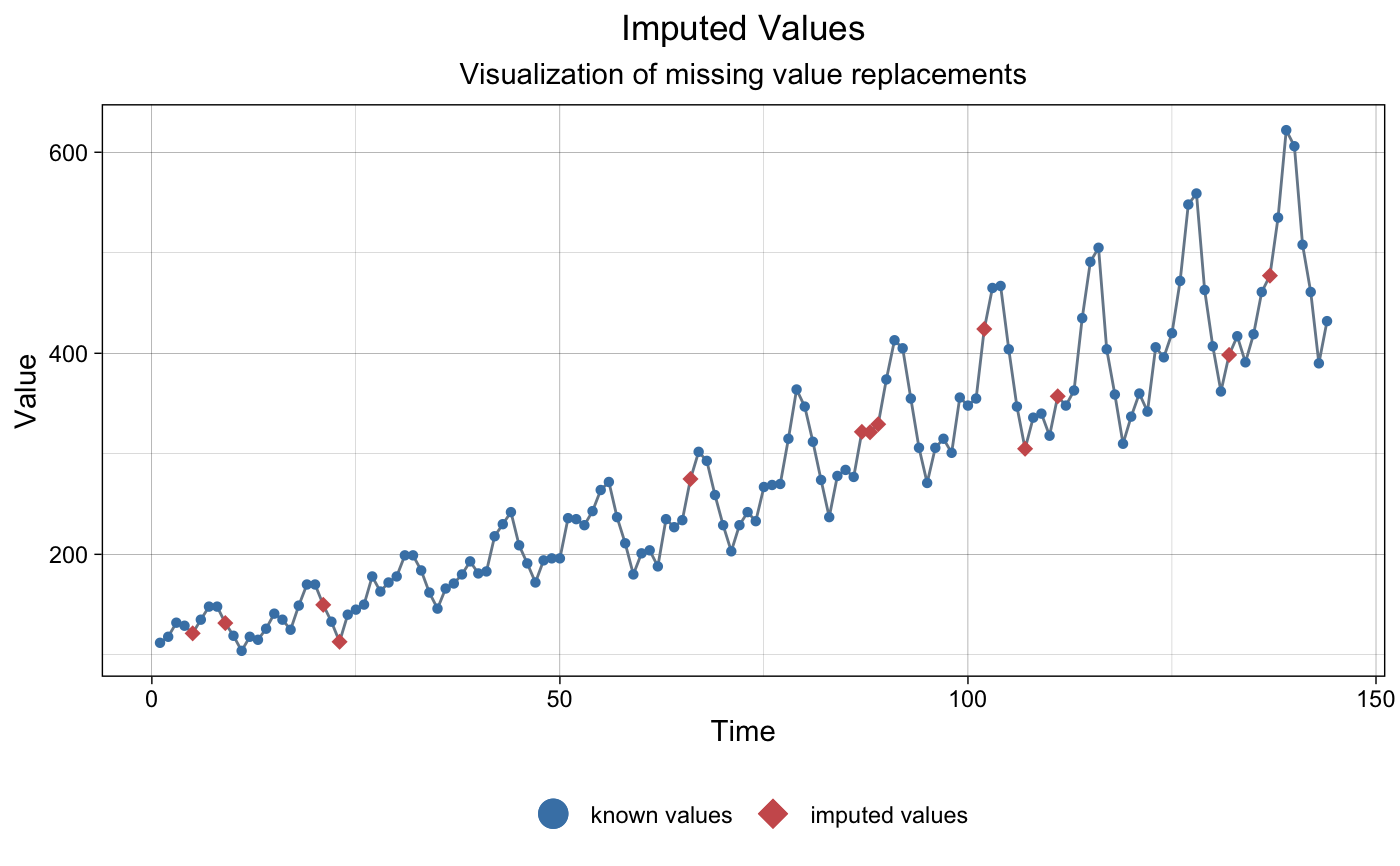 Imputed Values
Visualization of missing value replacements
600
400
200
Value
0 50 100 150
Time
known values imputed values